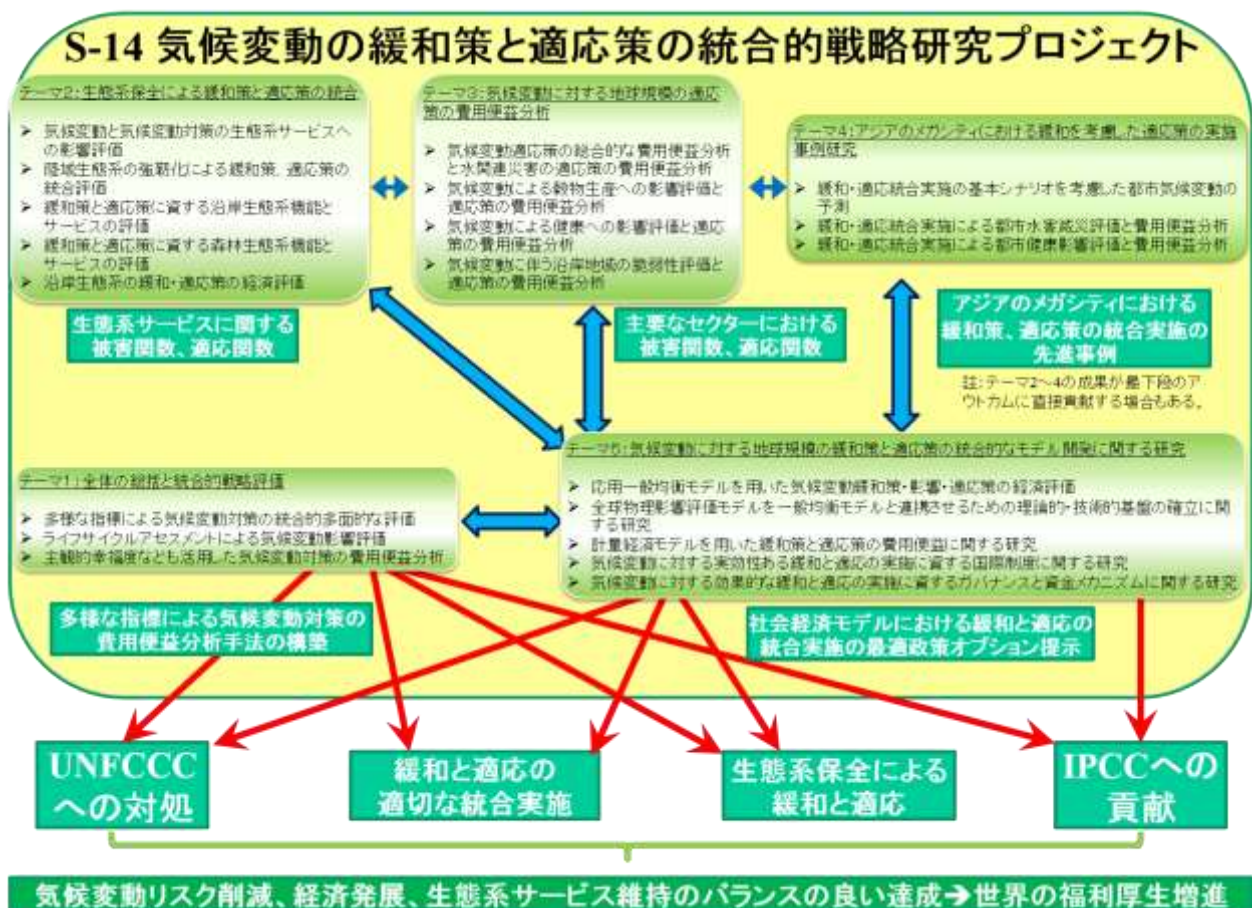 S-14 気候変動の緩和策と適応策の統合的戦略研究プロジェクト
テーマ2:生態系保全による緩和策と適応策の統合
➢ 気候変動と気候変動対策の生態系サービスへ
の影響評価
➢ 陸域生態系の強靱化による緩和策、適応策の
統合評価
➢ 緩和策と適応策に資する沿岸生態系機能と
サービスの評価
➢ 緩和策と適応策に資する森林生態系機能と
サービスの評価
➢ 沿岸生態系の緩和・適応策の経済評価
テーマ3:気候変動に対する地球規模の適応
策の費用便益分析
➢ 気候変動適応策の総合的な費用便益分析
と水関連災害の適応策の費用便益分析
➢ 気候変動による穀物生産への影響評価と
適応策の費用便益分析
➢ 気候変動による健康への影響評価と適応
策の費用便益分析
➢ 気候変動に伴う沿岸地域の脆弱性評価と
適応策の費用便益分析
テーマ4:アジアのメガシティにおける緩和を考慮した適応策の実施
事例研究
➢ 緩和・適応統合実施の基本シナリオを考慮した都市気候変動の
予測
➢ 緩和・適応統合実施による都市水害減災評価と費用便益分析
➢ 緩和・適応統合実施による都市健康影響評価と費用便益分析
生態系サービスに関する
被害関数、適応関数
主要なセクターにおける
被害関数、適応関数
アジアのメガシティにおける
緩和策、適応策の統合実施の
先進事例
註:テーマ2~4の成果が最下段のア
ウトカムに直接貢献する場合もある。
テーマ1:全体の総括と統合的戦略評価
➢ 多様な指標による気候変動対策の統合的多面的な評価
➢ ライフサイクルアセスメントによる気候変動影響評価
➢ 主観的幸福度なども活用した気候変動対策の費用便益分析
テーマ5:気候変動に対する地球規模の緩和策と適応策の統合的なモデル開発に関する研究
➢ 応用一般均衡モデルを用いた気候変動緩和策・影響・適応策の経済評価
➢ 全球物理影響評価モデルを一般均衡モデルと連携させるための理論的・技術的基盤の確立に関
する研究
➢ 計量経済モデルを用いた緩和策と適応策の費用便益に関する研究
➢ 気候変動に対する実効性ある緩和と適応の実施に資する国際制度に関する研究
➢ 気候変動に対する効果的な緩和と適応の実施に資するガバナンスと資金メカニズムに関する研究
多様な指標による気候変動対策の
費用便益分析手法の構築
社会経済モデルにおける緩和と適応の
統合実施の最適政策オプション提示
UNFCCC
への対処
緩和と適応の
適切な統合実施
生態系保全による
緩和と適応
IPCCへの
貢献
気候変動リスク削減、経済発展、生態系サービス維持のバランスの良い達成➔世界の福利厚生増進